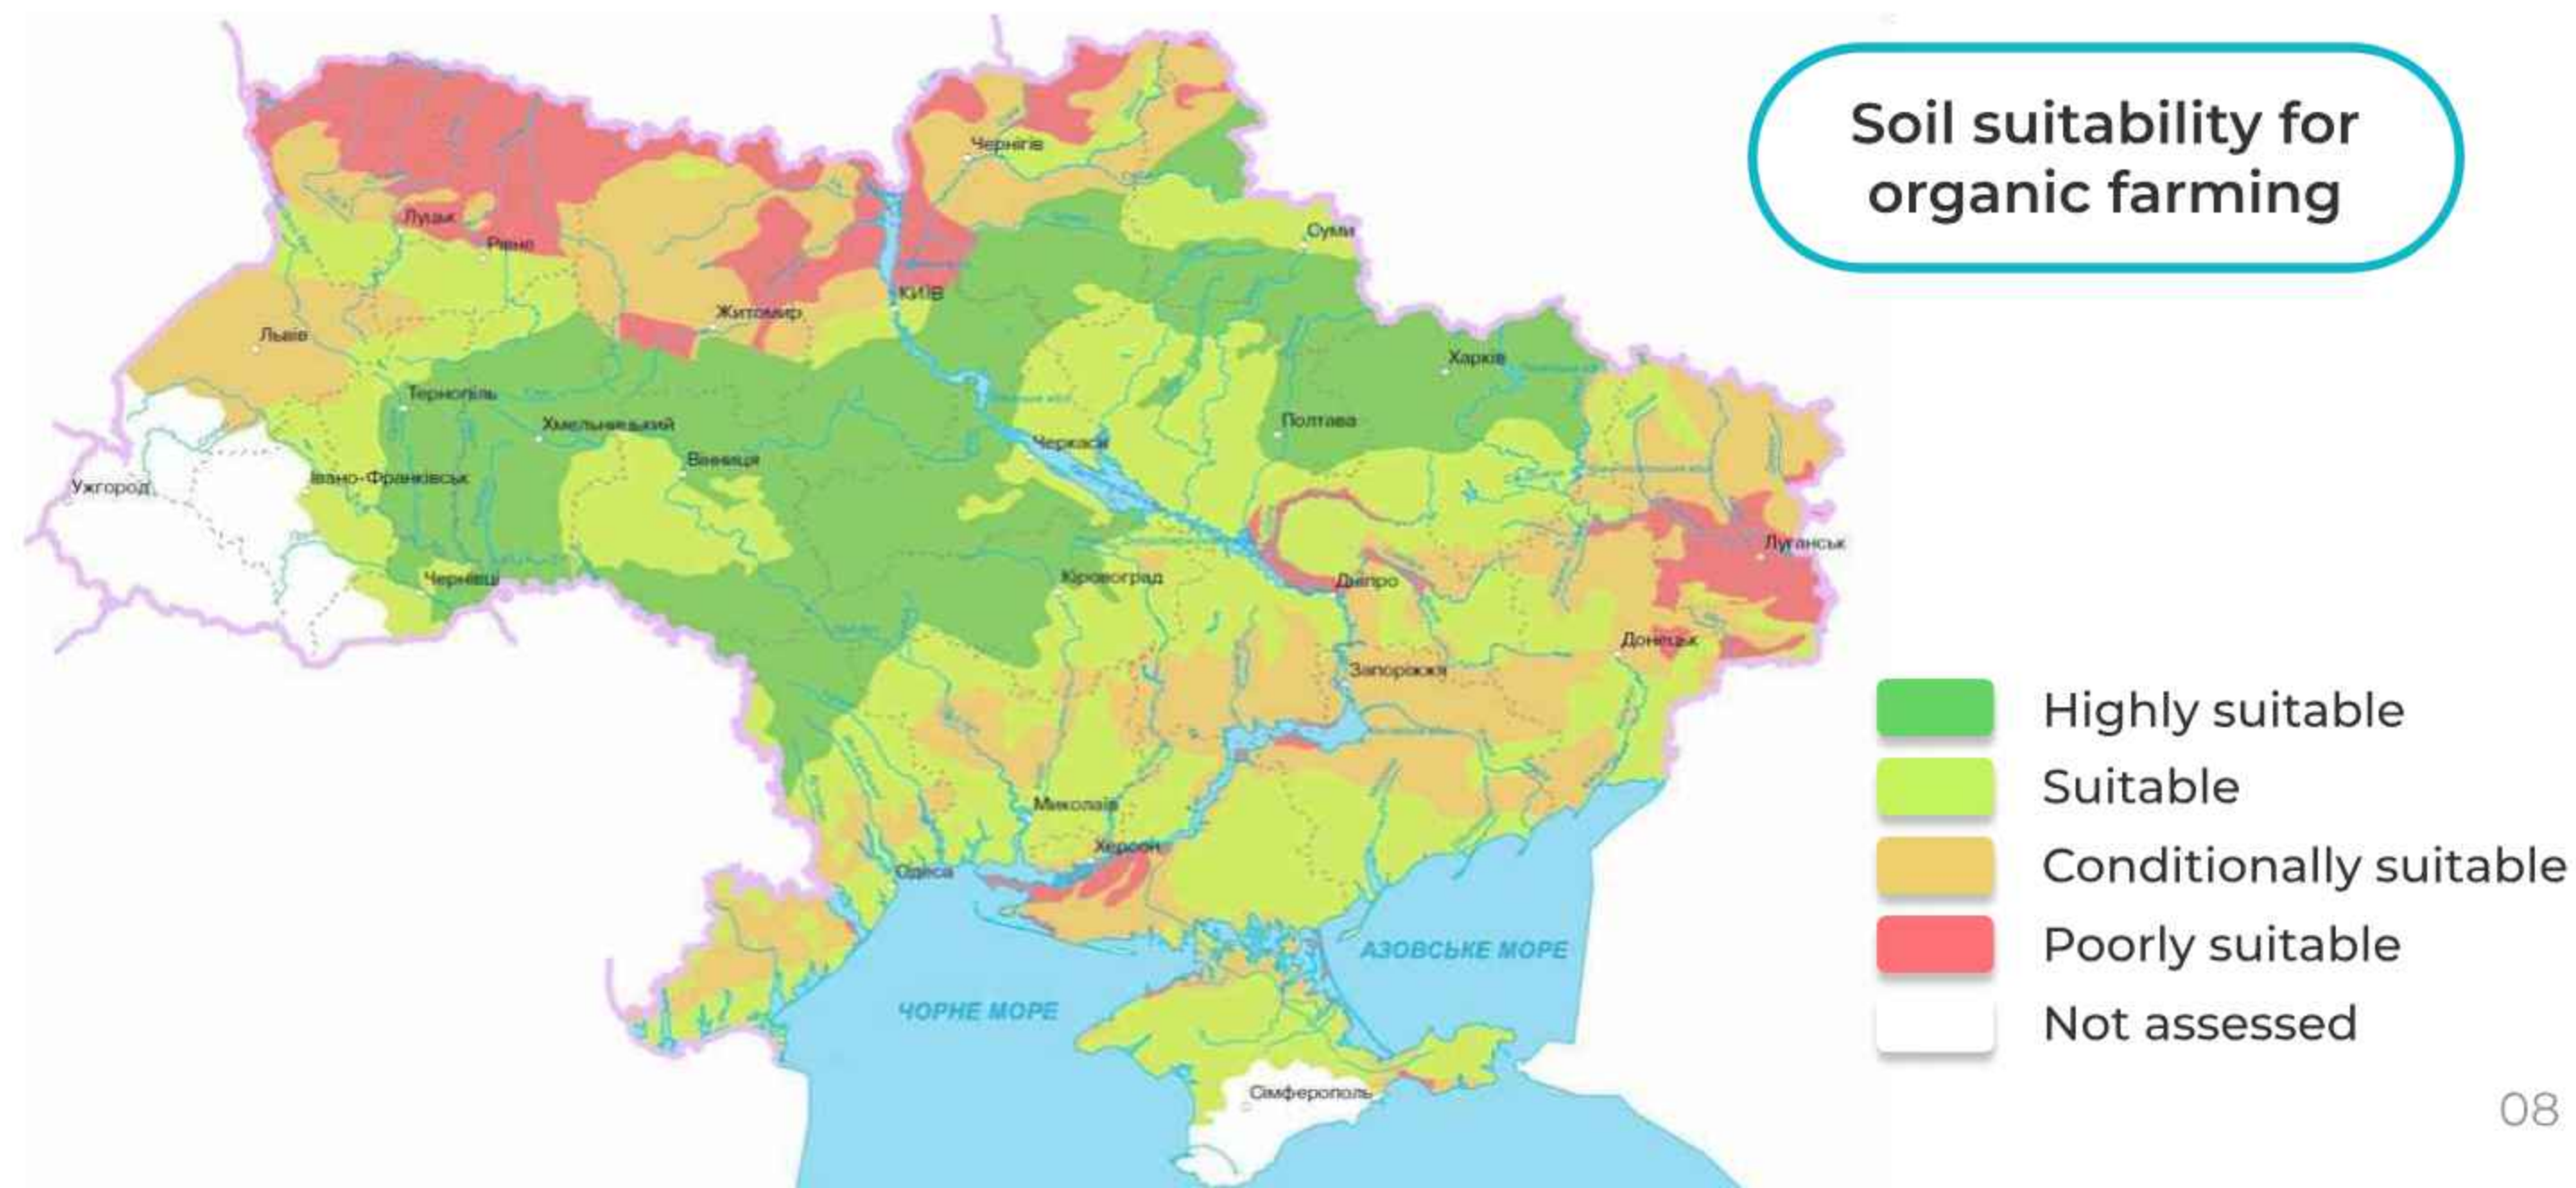 Soil suitability for
organic farming
Чернігів
Луцьк
Рівне
Суми
КИЇВ
Житомир
Львів
Харків
Тернопіль
Хмельницький
Полтава
Черкаси
Вінниця
Івано-Франківськ
Ужгород
Луганськ
Чернівці
Кіровоград
Дніпро
Донецьк
Запоріжжя
Миколаїв
Херсон
Одеса
АЗОВСЬКЕ МОРЕ
ЧОРНЕ МОРЕ
Сімферополь
Highly suitable
Suitable
Conditionally suitable
Poorly suitable
Not assessed
08